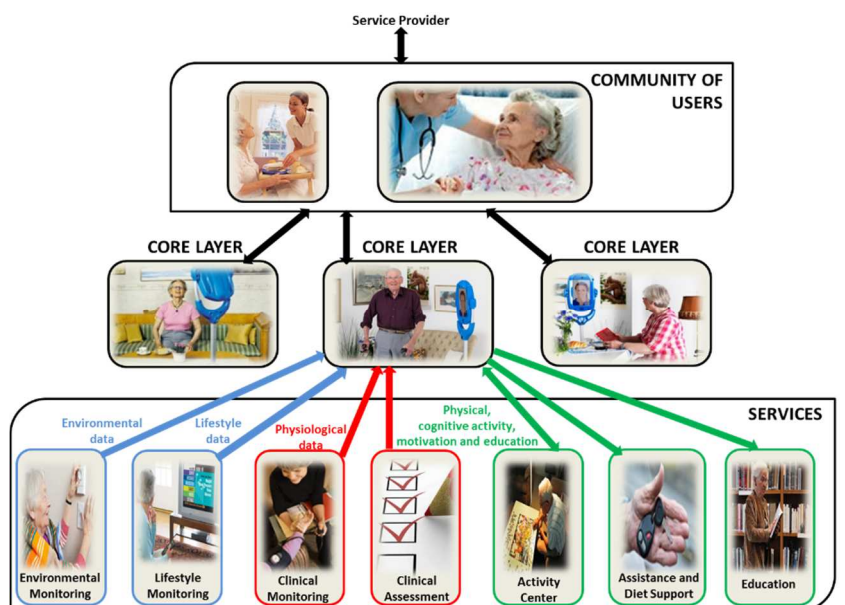 Service Provider
COMMUNITY OF
USERS
CORE LAYER
CORE LAYER
CORE LAYER
SERVICES
Environmental
data
Lifestyle
data
Physiological
data
Physical,
cognitive activity,
motivation and education
Environmental
Monitoring
Lifestyle
Monitoring
Clinical
Monitoring
Clinical
Assessment
Activity
Center
Assistance and
Diet Support
Education